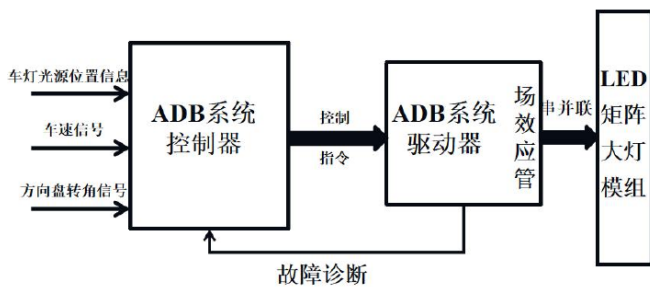 车灯光源位置信息
车速信号
方向盘转角信号
ADB系统
控制器
控制
指令
ADB系统
驱动器
场效应管
串并联
LED
矩阵
大灯
模组
故障诊断